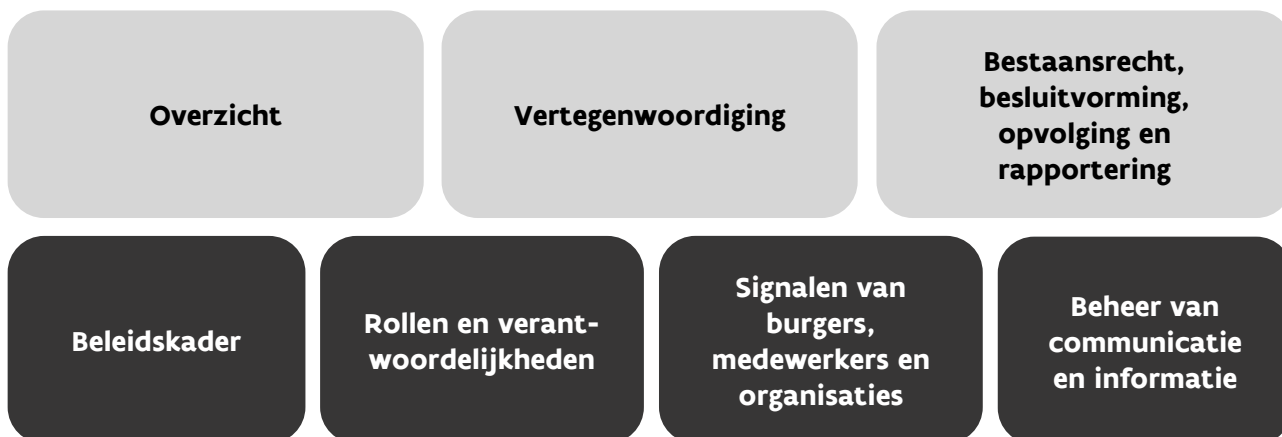 Overzicht
Vertegenwoordiging
Bestaansrecht,
besluitvorming,
opvolging en
rapportering
Beleidskader
Rollen en verant-
woordelijkheden
Signalen van
burgers,
medewerkers en
organisaties
Beheer van
communicatie
en informatie